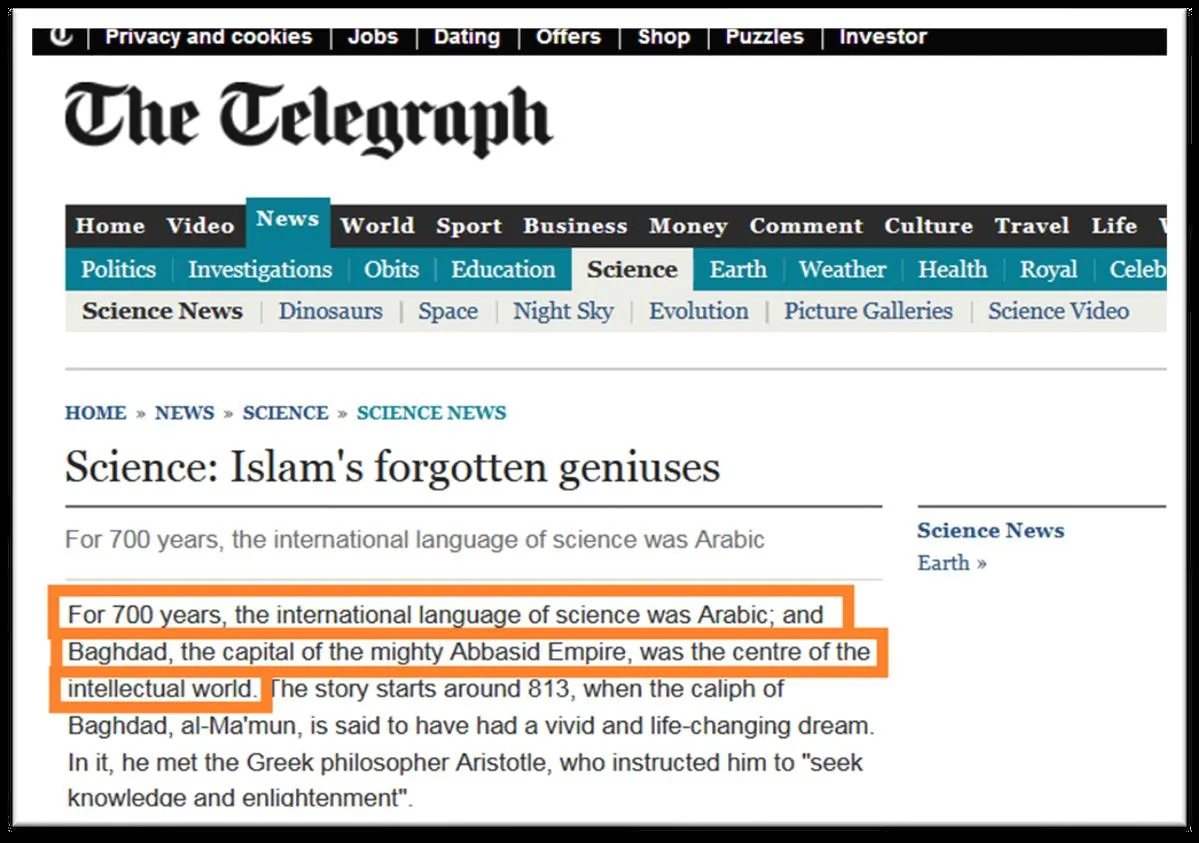 Privacy and cookies | Jobs | Dating | Offers | Shop | Puzzles | Investor
The Telegraph
Home Video News World Sport Business Money Comment Culture Travel Life
Politics Investigations Obits Education Science Earth Weather Health Royal Celeb
Science News | Dinosaurs | Space | Night Sky | Evolution | Picture Galleries | Science Video
HOME » NEWS » SCIENCE » SCIENCE NEWS
Science: Islam's forgotten geniuses
For 700 years, the international language of science was Arabic
Science News
Earth »
For 700 years, the international language of science was Arabic; and
Baghdad, the capital of the mighty Abbasid Empire, was the centre of the
intellectual world. The story starts around 813, when the caliph of
Baghdad, al-Ma'mun, is said to have had a vivid and life-changing dream.
In it, he met the Greek philosopher Aristotle, who instructed him to "seek
knowledge and enlightenment".